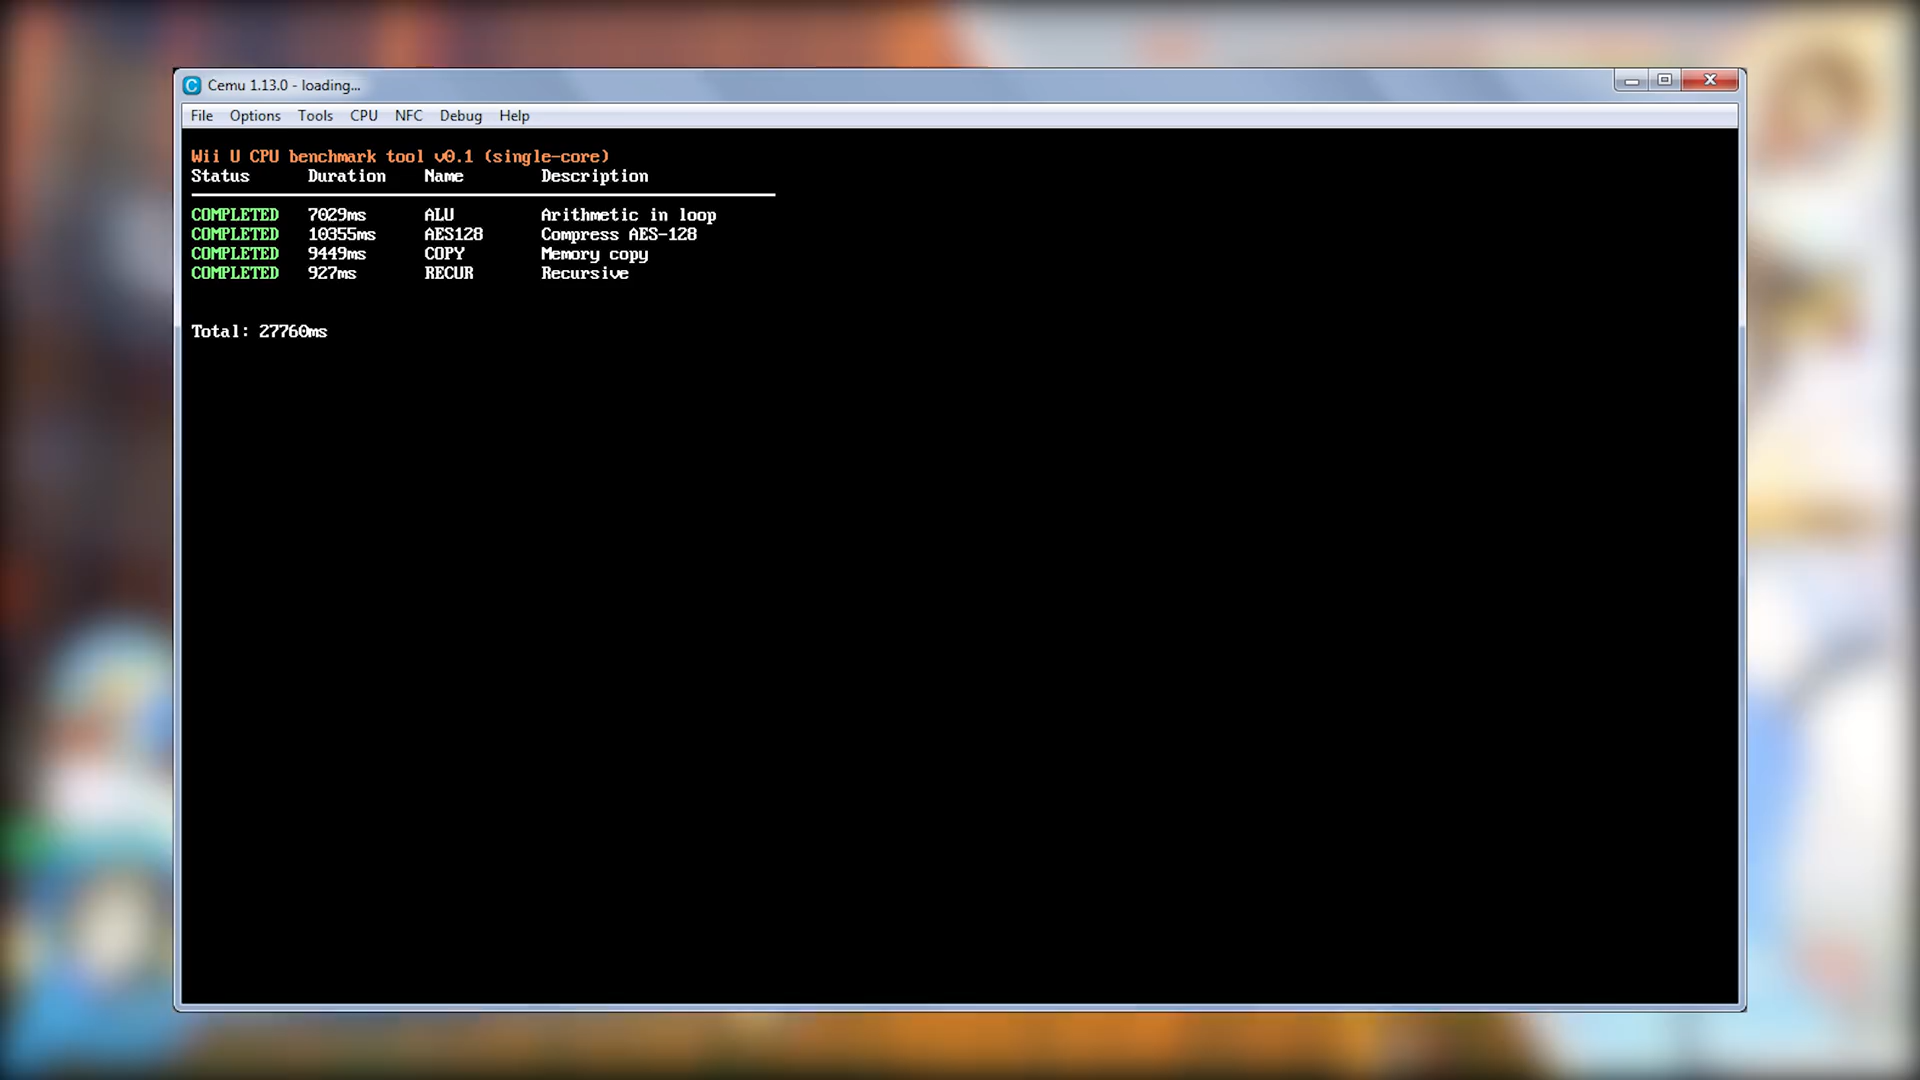 Cemu 1.13.0 - loading...
File Options Tools CPU NFC Debug Help
Wii U CPU benchmark tool v0.1 (single-core)
Status Duration Name Description
COMPLETED 7029ms ALU Arithmetic in loop
COMPLETED 10355ms AES128 Compress AES-128
COMPLETED 9449ms COPY Memory copy
COMPLETED 927ms RECUR Recursive
Total: 27760ms